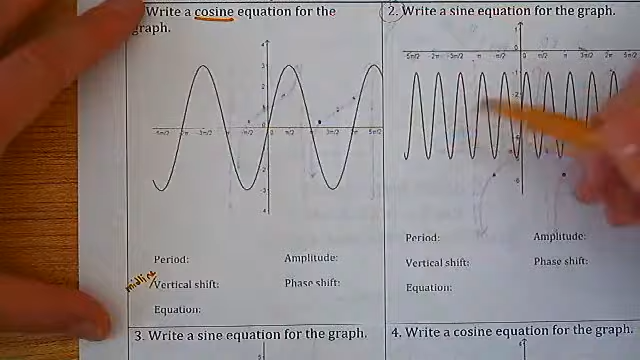 Write a cosine equation for the
graph.
Period:
Amplitude:
midline
Vertical shift:
Phase shift:
Equation:
2. Write a sine equation for the graph.
Period:
Amplitude:
Vertical shift:
Phase shift:
Equation:
3. Write a sine equation for the graph.
4. Write a cosine equation for the graph.